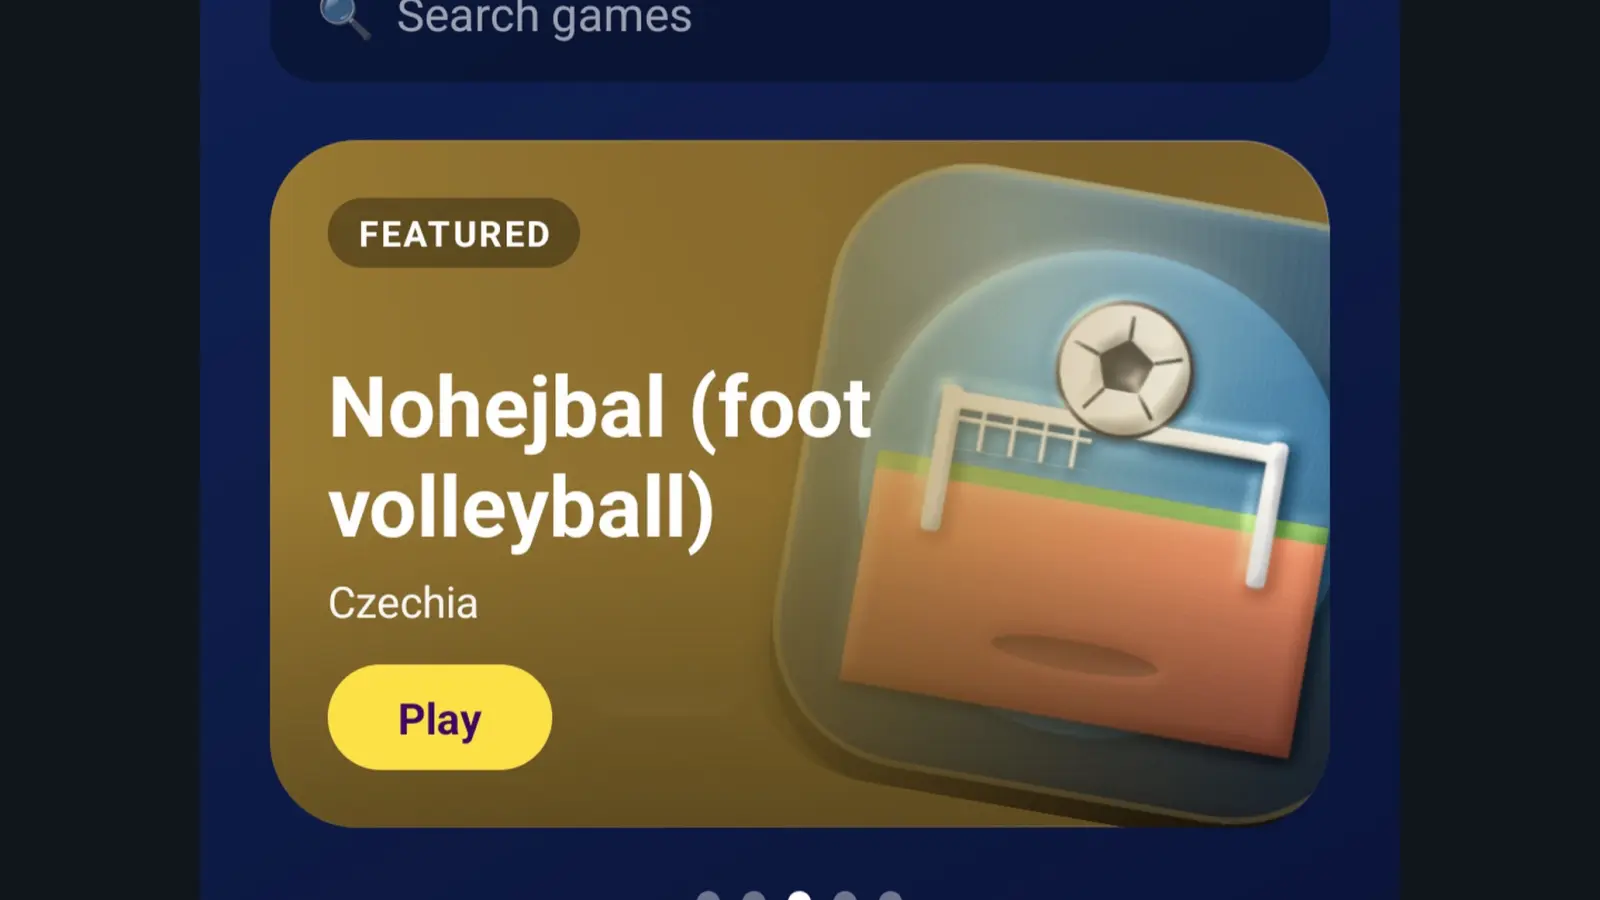 Search games
FEATURED
Nohejbal (foot
volleyball)
Czechia
Play